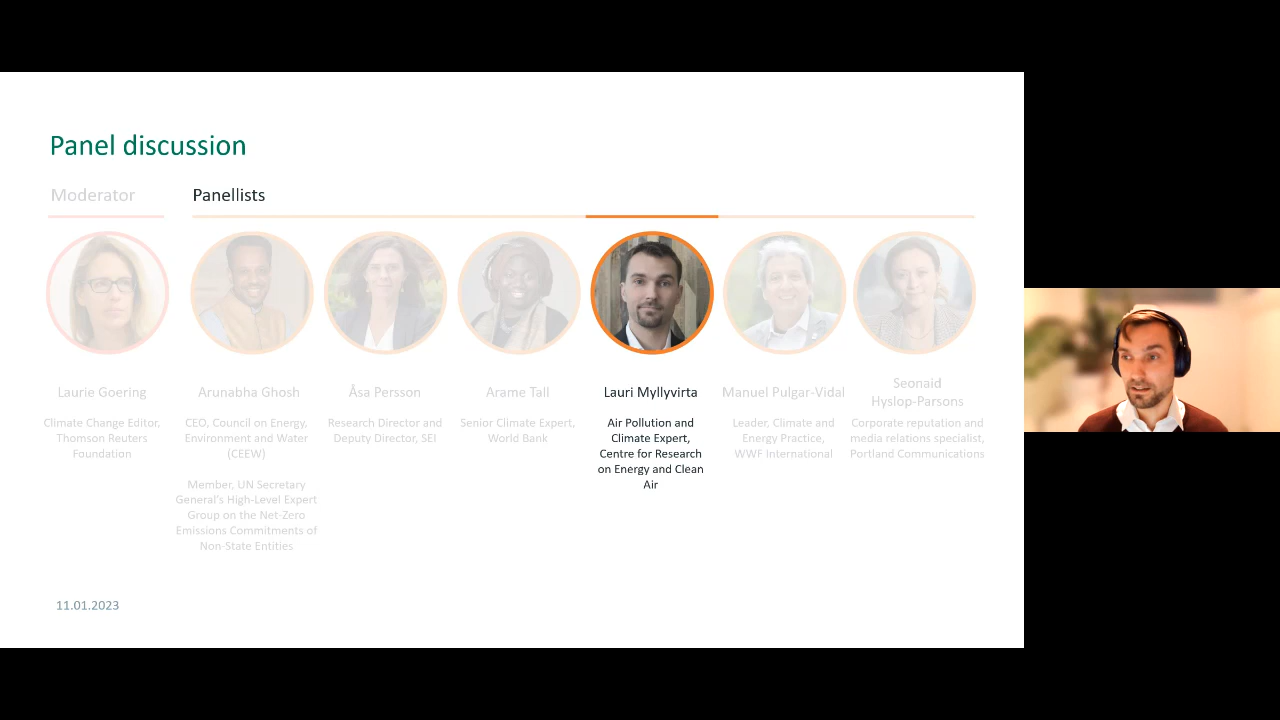 Panel discussion
Moderator
Panellists
Laurie Goering
Climate Change Editor,
Thomson Reuters
Foundation
Arunabha Ghosh
CEO, Council on Energy,
Environment and Water
(CEEW)
Member, UN Secretary
General's High-Level Expert
Group on the Net-Zero
Emissions Commitments of
Non-State Entities
Åsa Persson
Research Director and
Deputy Director, SEI
Arame Tall
Senior Climate Expert,
World Bank
Lauri Myllyvirta
Air Pollution and
Climate Expert,
Centre for Research
on Energy and Clean
Air
Manuel Pulgar-Vidal
Leader, Climate and
Energy Practice,
WWF International
Seonaid
Hyslop-Parsons
Corporate reputation and
media relations specialist,
Portland Communications
11.01.2023